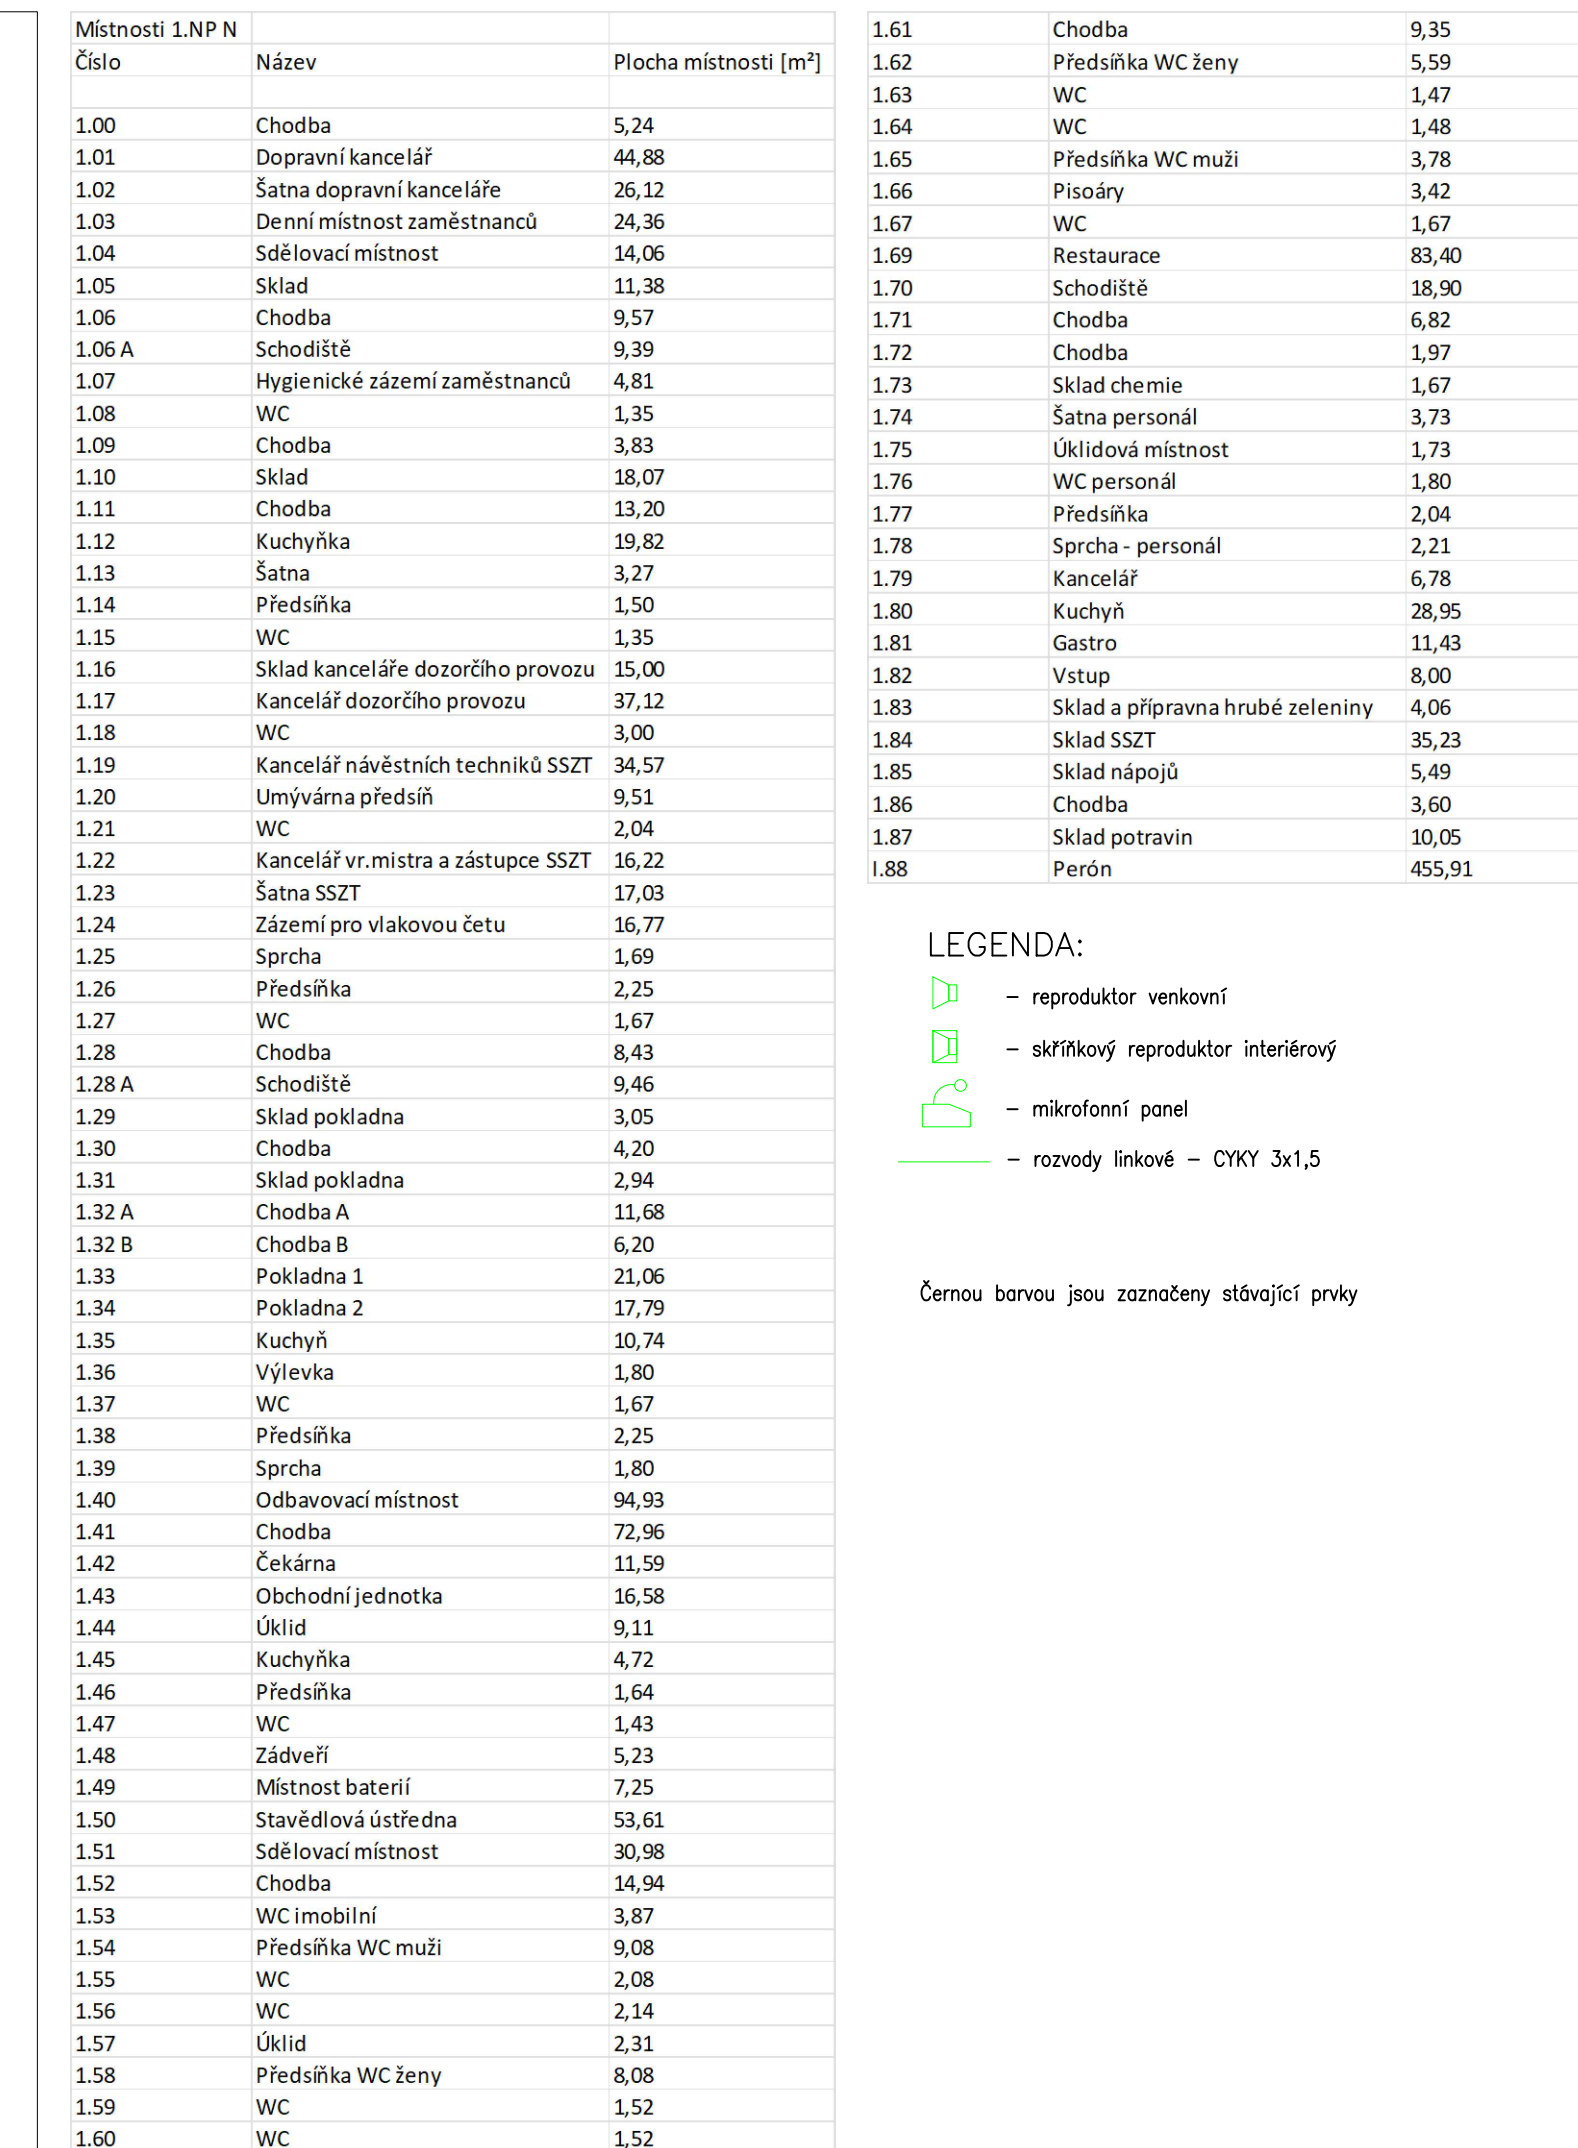 Místnosti 1.NP N
Číslo Název Plocha místnosti [m²]
1.00 Chodba 5,24
1.01 Dopravní kancelář 44,88
1.02 Šatna dopravní kanceláře 26,12
1.03 Denní místnost zaměstnanců 24,36
1.04 Sdělovací místnost 14,06
1.05 Sklad 11,38
1.06 Chodba 9,57
1.06 A Schodiště 9,39
1.07 Hygienické zázemí zaměstnanců 4,81
1.08 WC 1,35
1.09 Chodba 3,83
1.10 Sklad 18,07
1.11 Chodba 13,20
1.12 Kuchyňka 19,82
1.13 Šatna 3,27
1.14 Předsíňka 1,50
1.15 WC 1,35
1.16 Sklad kanceláře dozorčího provozu 15,00
1.17 Kancelář dozorčího provozu 37,12
1.18 WC 3,00
1.19 Kancelář návěstních techniků SSZT 34,57
1.20 Umývárna předsíň 9,51
1.21 WC 2,04
1.22 Kancelář vr.mistra a zástupce SSZT 16,22
1.23 Šatna SSZT 17,03
1.24 Zázemí pro vlakovou četu 16,77
1.25 Sprcha 1,69
1.26 Předsíňka 2,25
1.27 WC 1,67
1.28 Chodba 8,43
1.28 A Schodiště 9,46
1.29 Sklad pokladna 3,05
1.30 Chodba 4,20
1.31 Sklad pokladna 2,94
1.32 A Chodba A 11,68
1.32 B Chodba B 6,20
1.33 Pokladna 1 21,06
1.34 Pokladna 2 17,79
1.35 Kuchyň 10,74
1.36 Výlevka 1,80
1.37 WC 1,67
1.38 Předsíňka 2,25
1.39 Sprcha 1,80
1.40 Odbavovací místnost 94,93
1.41 Chodba 72,96
1.42 Čekárna 11,59
1.43 Obchodní jednotka 16,58
1.44 Úklid 9,11
1.45 Kuchyňka 4,72
1.46 Předsíňka 1,64
1.47 WC 1,43
1.48 Zádveří 5,23
1.49 Místnost baterií 7,25
1.50 Stavědlová ústředna 53,61
1.51 Sdělovací místnost 30,98
1.52 Chodba 14,94
1.53 WC imobilní 3,87
1.54 Předsíňka WC muži 9,08
1.55 WC 2,08
1.56 WC 2,14
1.57 Úklid 2,31
1.58 Předsíňka WC ženy 8,08
1.59 WC 1,52
1.60 WC 1,52
1.61 Chodba 9,35
1.62 Předsíňka WC ženy 5,59
1.63 WC 1,47
1.64 WC 1,48
1.65 Předsíňka WC muži 3,78
1.66 Pisoáry 3,42
1.67 WC 1,67
1.69 Restaurace 83,40
1.70 Schodiště 18,90
1.71 Chodba 6,82
1.72 Chodba 1,97
1.73 Sklad chemie 1,67
1.74 Šatna personál 3,73
1.75 Úklidová místnost 1,73
1.76 WC personál 1,80
1.77 Předsíňka 2,04
1.78 Sprcha - personál 2,21
1.79 Kancelář 6,78
1.80 Kuchyň 28,95
1.81 Gastro 11,43
1.82 Vstup 8,00
1.83 Sklad a přípravna hrubé zeleniny 4,06
1.84 Sklad SSZT 35,23
1.85 Sklad nápojů 5,49
1.86 Chodba 3,60
1.87 Sklad potravin 10,05
I.88 Perón 455,91
LEGENDA:
– reproduktor venkovní
– skříňkový reproduktor interiérový
– mikrofonní panel
– rozvody linkové – CYKY 3x1,5
Černou barvou jsou zaznačeny stávající prvky